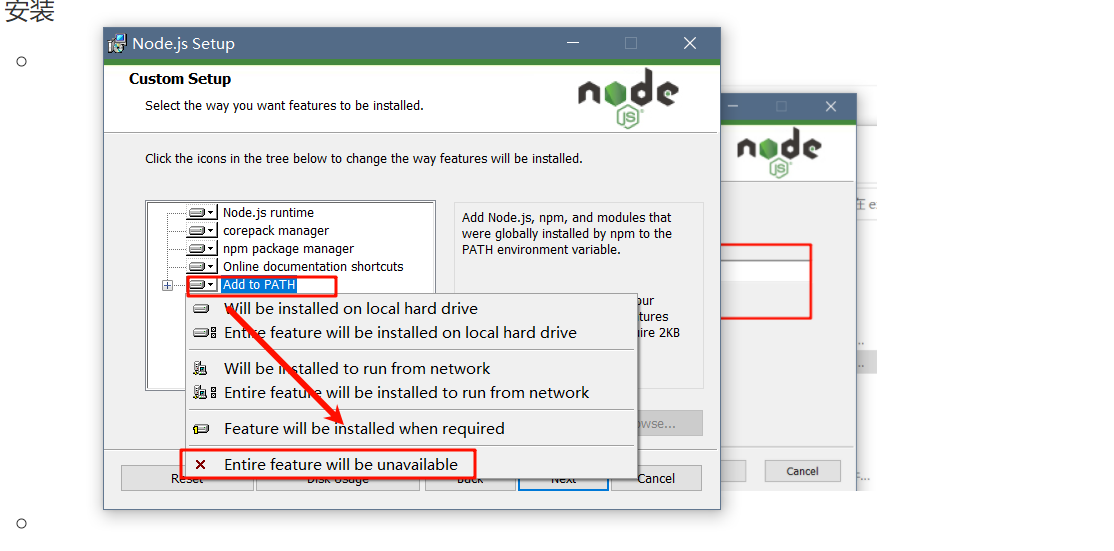 安装
Node.js Setup
Custom Setup
Select the way you want features to be installed.
node
JS
Click the icons in the tree below to change the way features will be installed.
Node.js runtime
corepack manager
npm package manager
Online documentation shortcuts
Add to PATH
Add Node.js, npm, and modules that
were globally installed by npm to the
PATH environment variable.
Will be installed on local hard drive
Entire feature will be installed on local hard drive
Will be installed to run from network
Entire feature will be installed to run from network
Feature will be installed when required
Entire feature will be unavailable
2KB
Reset
Disk Usage
Back
Next
Cancel
node
JS
在
Cancel